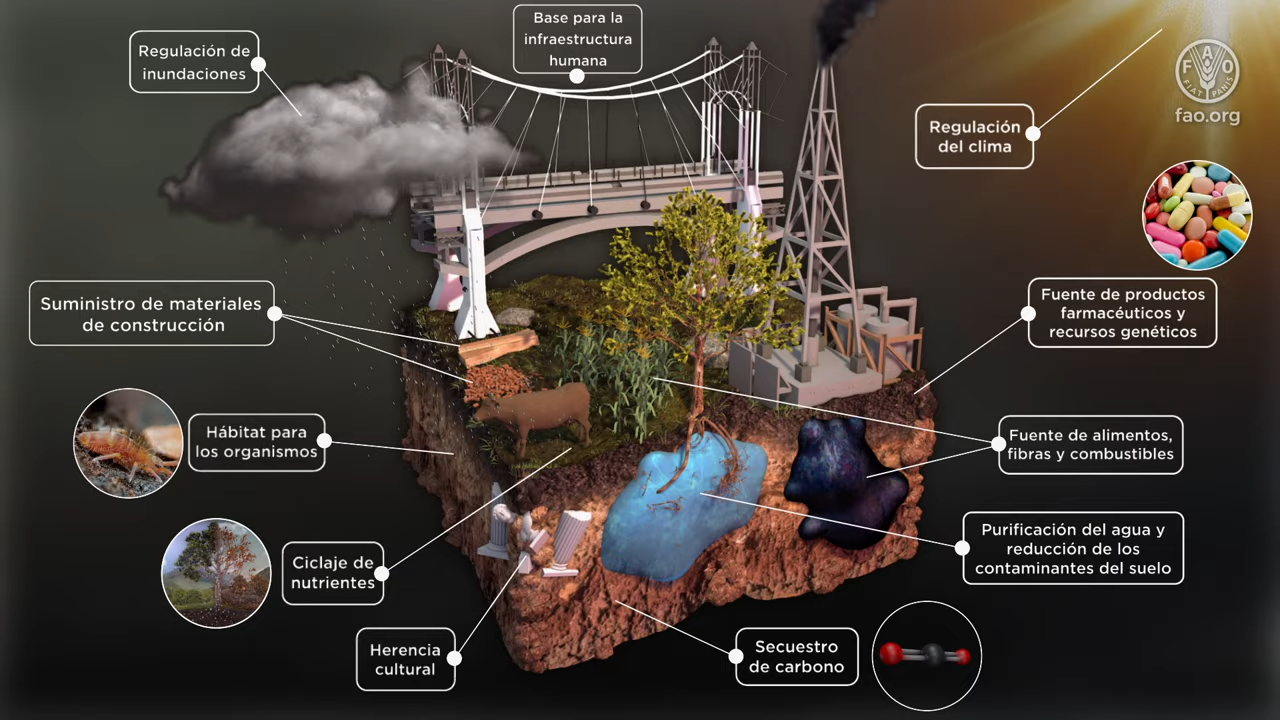 Base para la
infraestructura
humana
Regulación de
inundaciones
F A O
FIAT PANIS
fao.org
Regulación
del clima
Suministro de materiales
de construcción
Fuente de productos
farmacéuticos y
recursos genéticos
Hábitat para
los organismos
Fuente de alimentos,
fibras y combustibles
Ciclaje de
nutrientes
Purificación del agua y
reducción de los
contaminantes del suelo
Herencia
cultural
Secuestro
de carbono